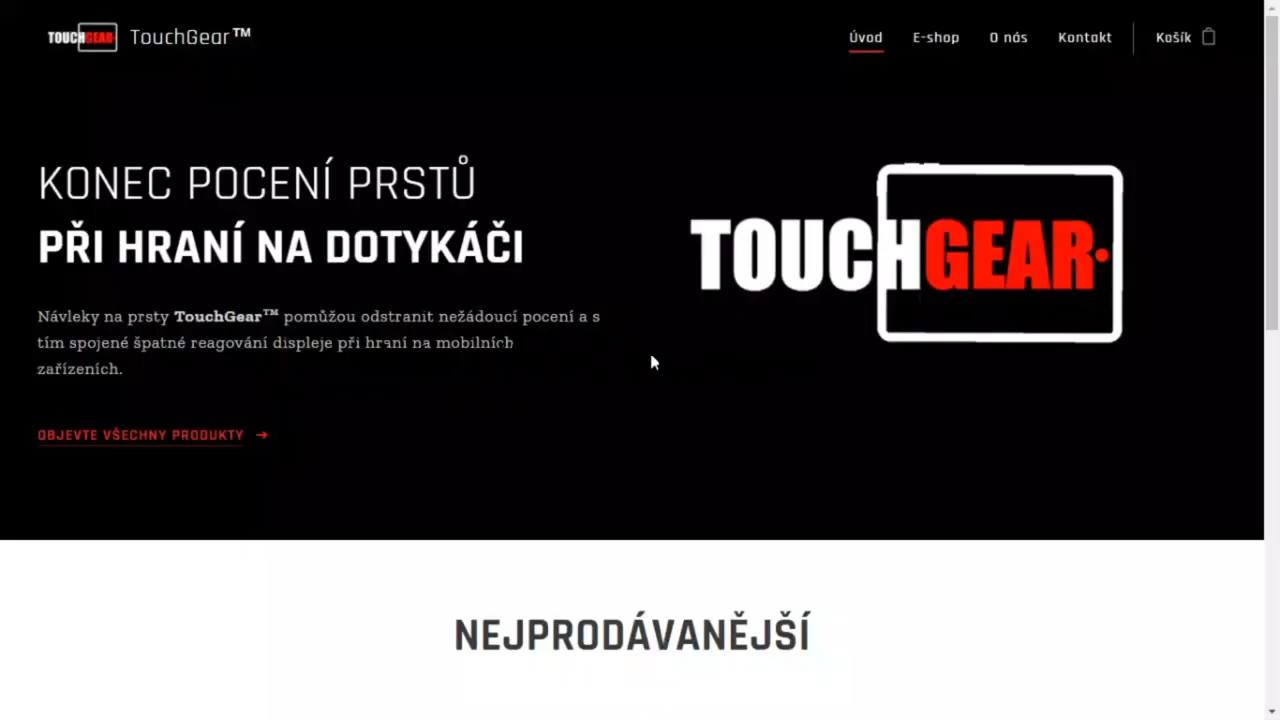 TOUCHGEAR TouchGear™
Úvod E-shop O nás Kontakt Košík
KONEC POCENÍ PRSTŮ
PŘI HRANÍ NA DOTYKÁČI
Návleky na prsty TouchGear™ pomůžou odstranit nežádoucí pocení a s
tím spojené špatné reagování displeje při hraní na mobilních
zařízeních.
OBJEVTE VŠECHNY PRODUKTY →
TOUCHGEAR
NEJPRODÁVANĚJŠÍ